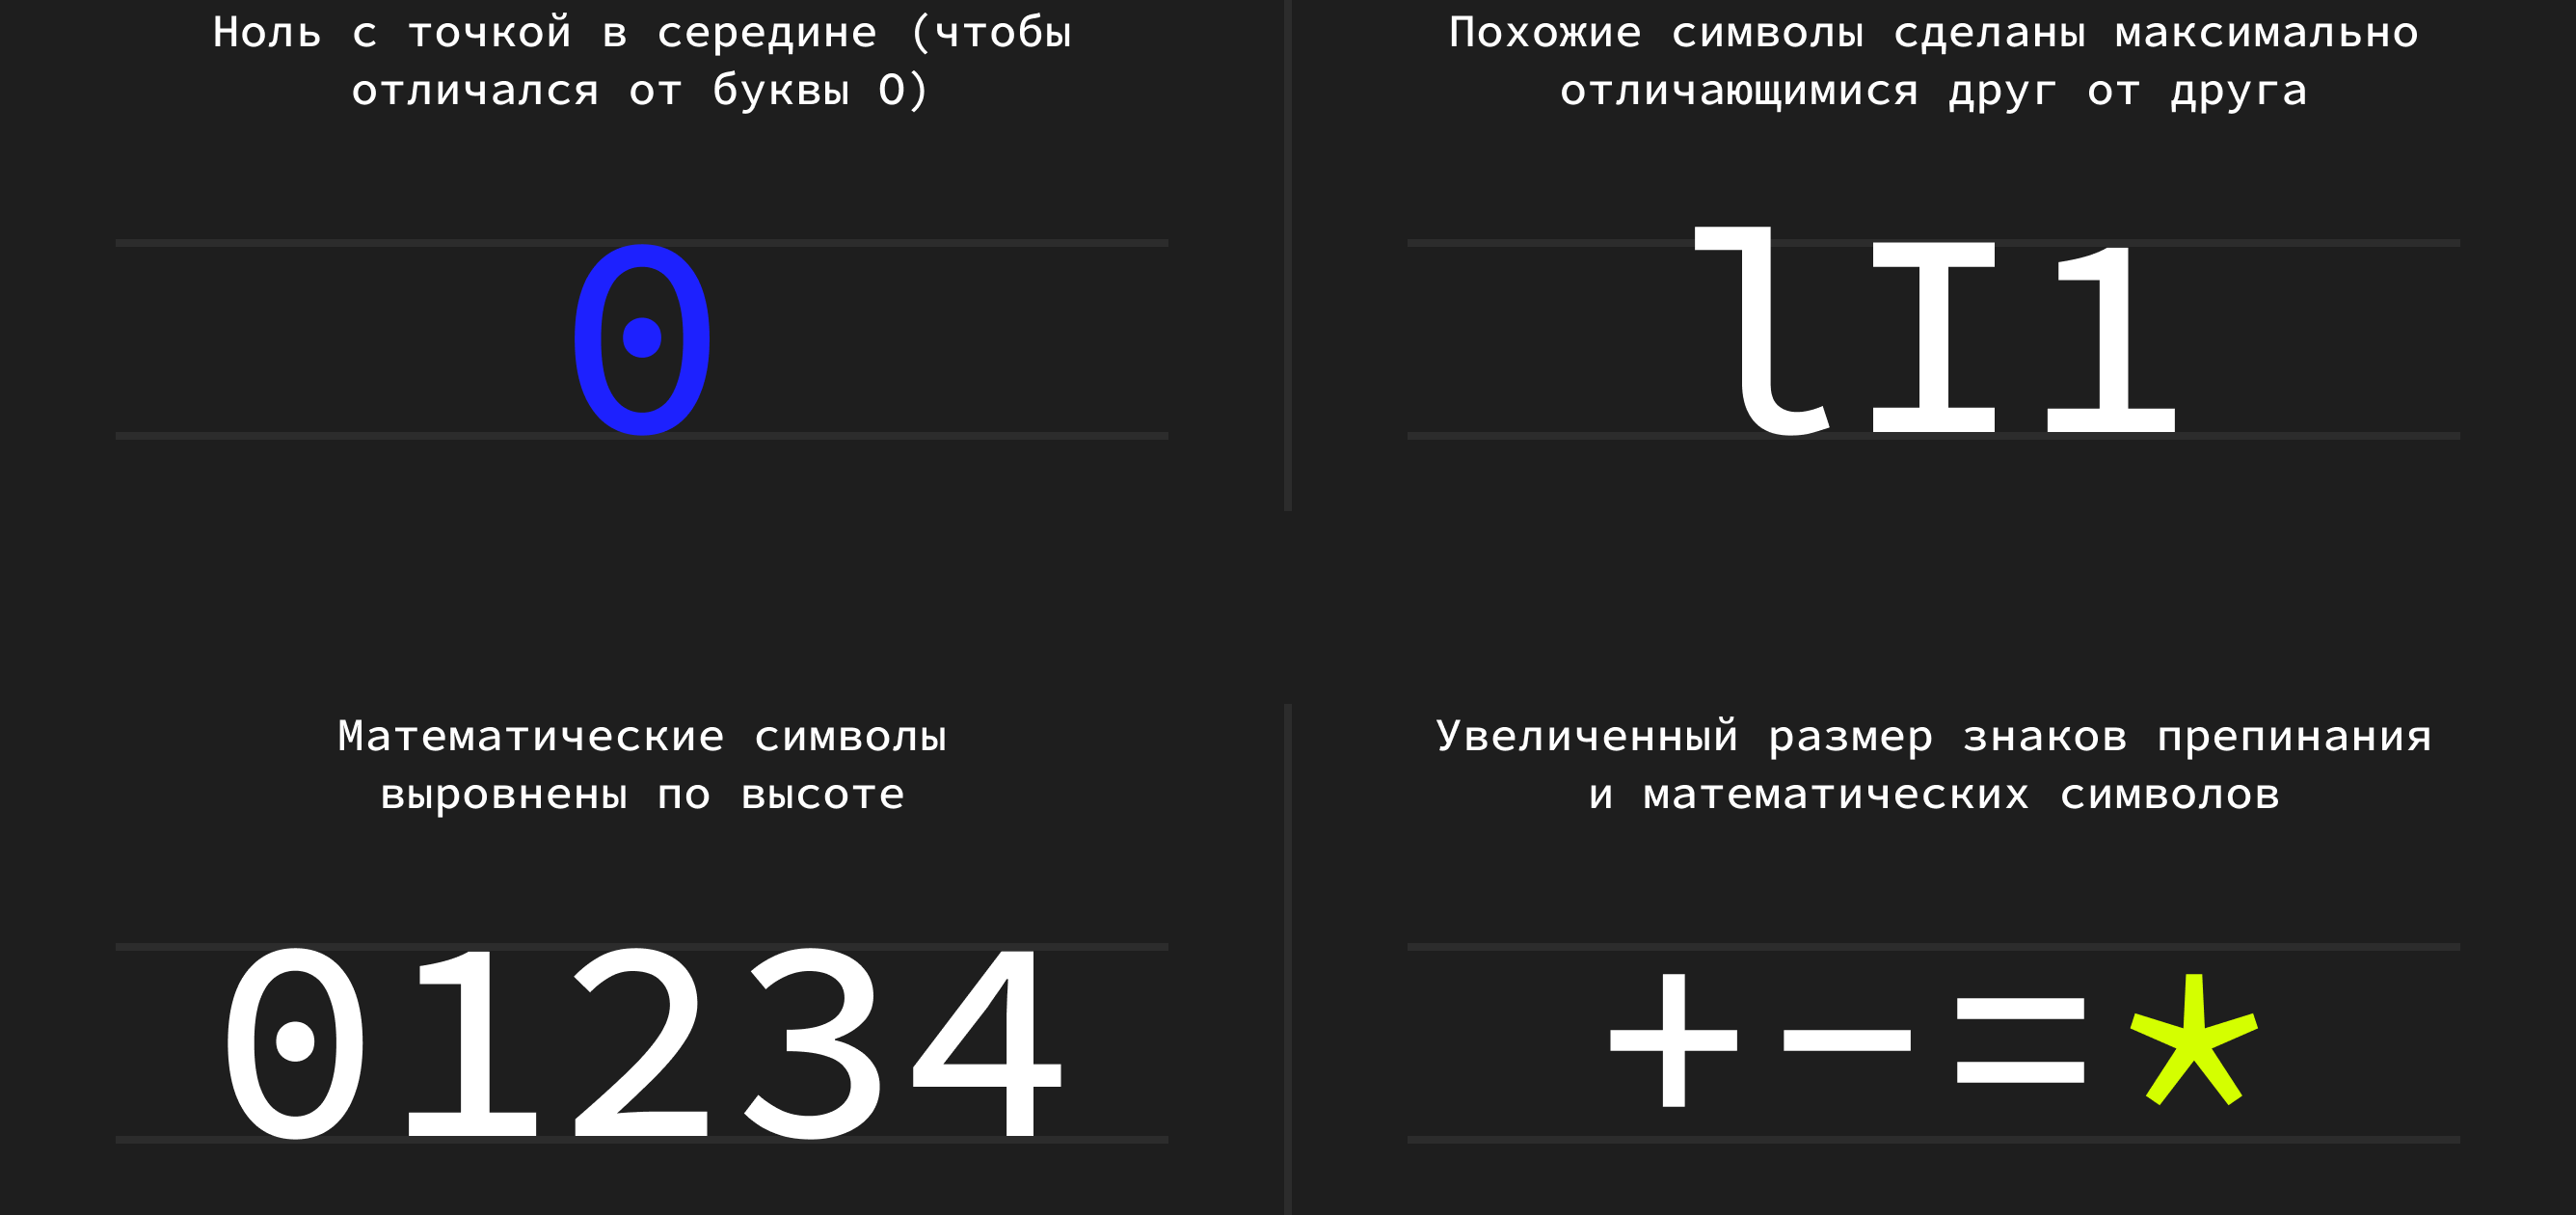 Ноль с точкой в середине (чтобы
отличался от буквы О)
0
Похожие символы сделаны максимально
отличающимися друг от друга
lI1
Математические символы
выровнены по высоте
01234
Увеличенный размер знаков препинания
и математических символов
+−=*